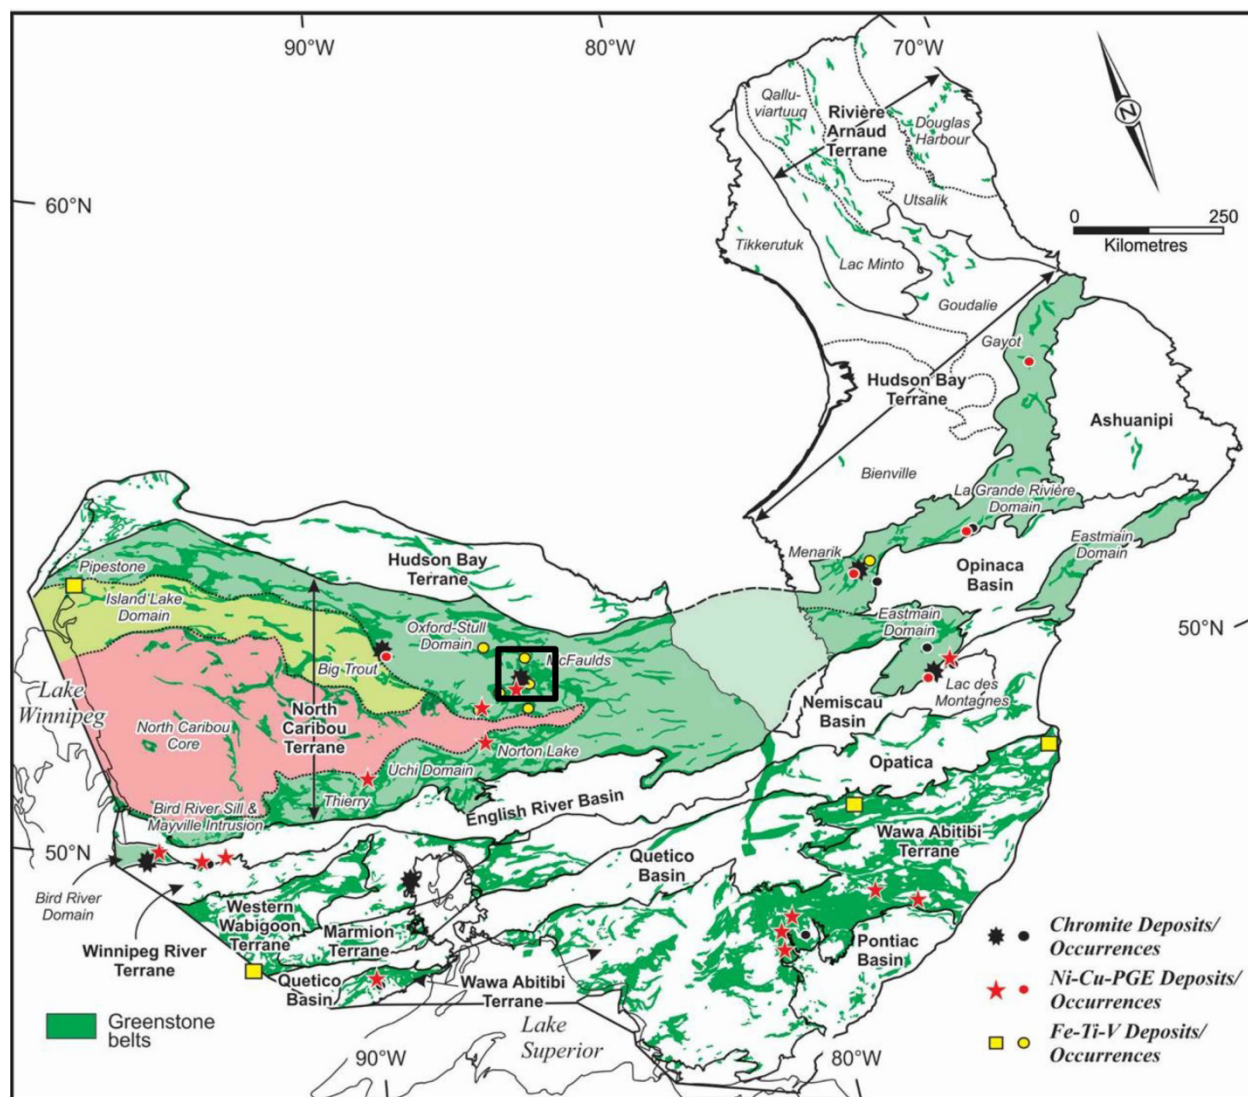 90°W
80°W
70°W
Qallu-
viartuuq
Rivière
Arnaud
Terrane
Douglas
Harbour
N
60°N
Utsalik
0
250
Kilometres
Tikkerutuk
Lac Minto
Goudalie
Gayot
Hudson Bay
Terrane
Ashuanipi
Bienville
La Grande Rivière
Domain
Hudson Bay
Terrane
Menarik
Eastmain
Domain
Opinaca
Basin
Pipestone
Island Lake
Domain
Oxford-Stull
Domain
Eastmain
Domain
50°N
Big Trout
McFaulds
Lac des
Montagnes
Lake
Winnipeg
North Caribou
Core
North
Caribou
Terrane
Nemiscau
Basin
Norton Lake
Uchi Domain
Opatica
Thierry
Bird River Sill &
Mayville Intrusion
English River Basin
50°N
Wawa Abitibi
Terrane
Quetico
Basin
Bird River
Domain
Western
Wabigoon
Terrane
Marmion
Terrane
Winnipeg River
Terrane
Pontiac
Basin
Quetico
Basin
Wawa Abitibi
Terrane
Chromite Deposits/
Occurrences
Ni-Cu-PGE Deposits/
Occurrences
Fe-Ti-V Deposits/
Occurrences
Greenstone
belts
Lake
Superior
90°W
80°W